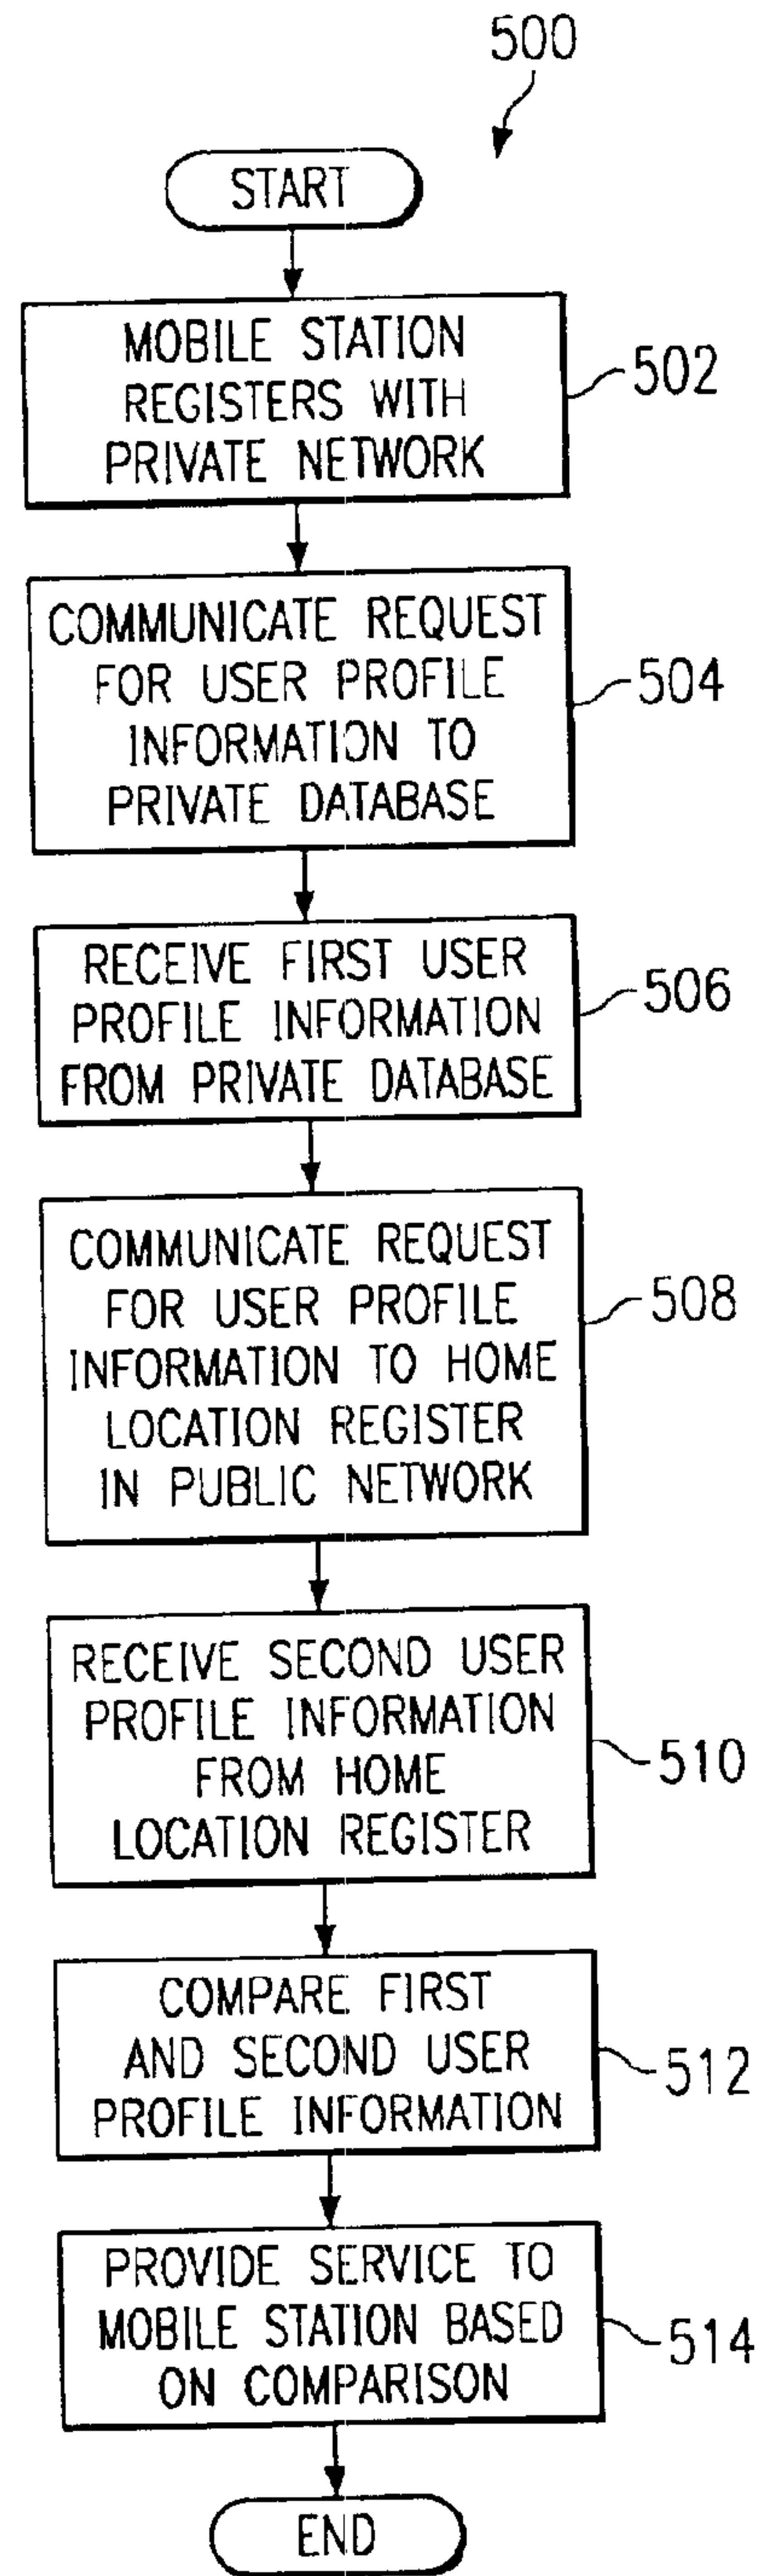 500
START
MOBILE STATION
REGISTERS WITH
PRIVATE NETWORK
502
COMMUNICATE REQUEST
FOR USER PROFILE
INFORMATION TO
PRIVATE DATABASE
504
RECEIVE FIRST USER
PROFILE INFORMATION
FROM PRIVATE DATABASE
506
COMMUNICATE REQUEST
FOR USER PROFILE
INFORMATION TO HOME
LOCATION REGISTER
IN PUBLIC NETWORK
508
RECEIVE SECOND USER
PROFILE INFORMATION
FROM HOME
LOCATION REGISTER
510
COMPARE FIRST
AND SECOND USER
PROFILE INFORMATION
512
PROVIDE SERVICE TO
MOBILE STATION BASED
ON COMPARISON
514
END